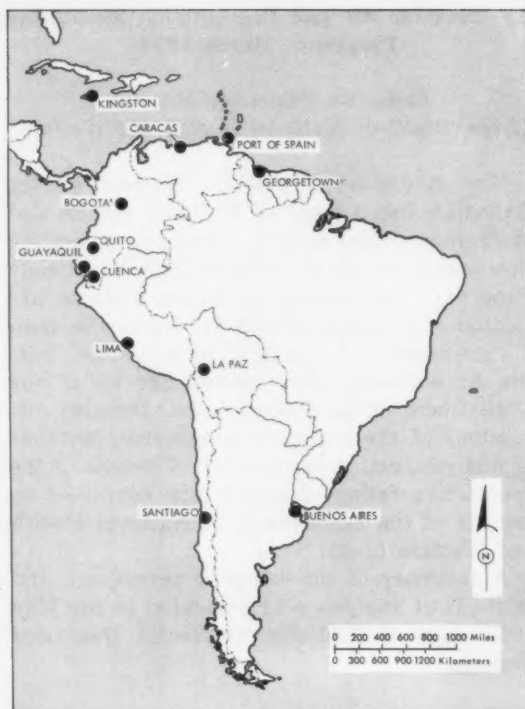 KINGSTON
CARACAS
PORT OF SPAIN
GEORGETOWN
BOGOTA'
QUITO
GUAYAQUIL
CUENCA
LIMA
LA PAZ
SANTIAGO
BUENOS AIRES
N
0 200 400 600 800 1000 Miles
0 300 600 900 1200 Kilometers